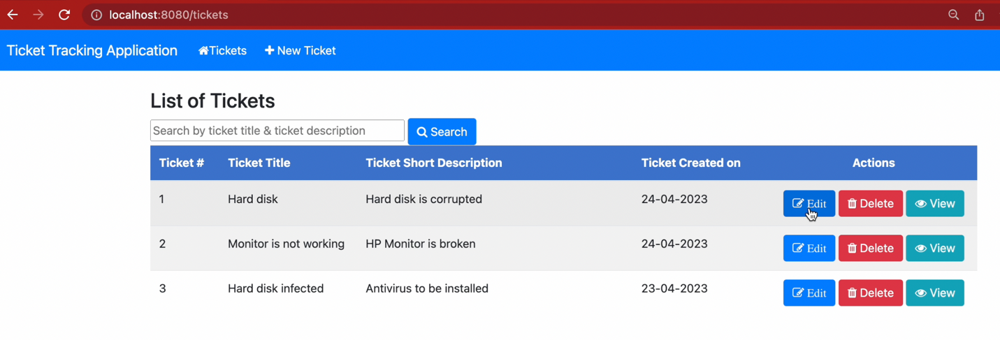 localhost:8080/tickets
Ticket Tracking Application Tickets New Ticket
List of Tickets
Search by ticket title & ticket description Search
Ticket # Ticket Title Ticket Short Description Ticket Created on Actions
1 Hard disk Hard disk is corrupted 24-04-2023 Edit Delete View
2 Monitor is not working HP Monitor is broken 24-04-2023 Edit Delete View
3 Hard disk infected Antivirus to be installed 23-04-2023 Edit Delete View